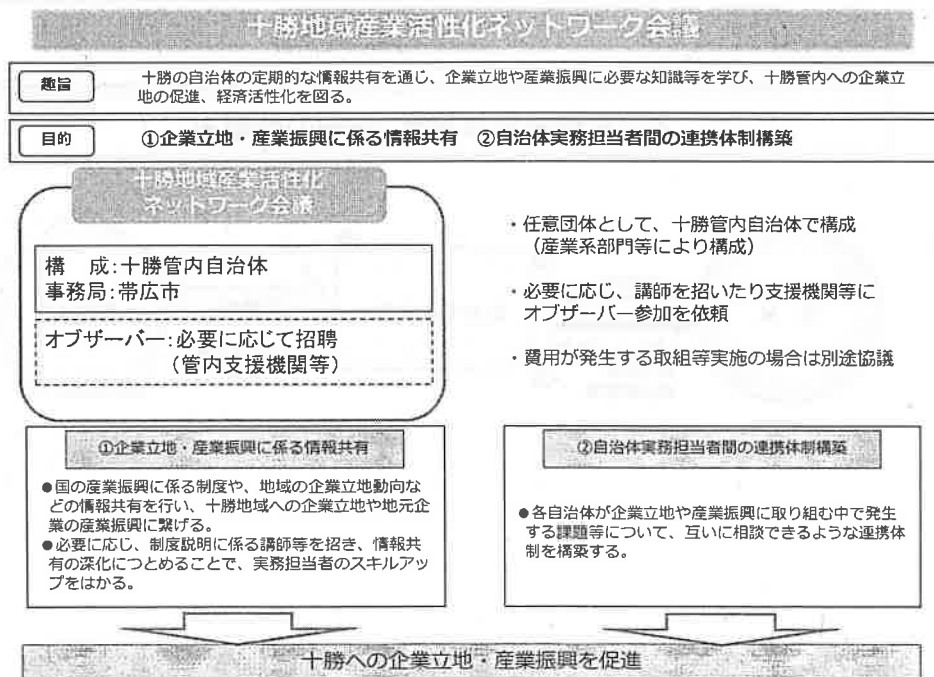 十勝地域産業活性化ネットワーク会議
趣旨
十勝の自治体の定期的な情報共有を通じ、企業立地や産業振興に必要な知識等を学び、十勝管内への企業立
地の促進、経済活性化を図る。
目的
①企業立地・産業振興に係る情報共有 ②自治体実務担当者間の連携体制構築
十勝地域産業活性化
ネットワーク会議
構 成:十勝管内自治体
事務局:帯広市
オブザーバー:必要に応じて招聘
(管内支援機関等)
・任意団体として、十勝管内自治体で構成
(産業系部門等により構成)
・必要に応じ、講師を招いたり支援機関等に
オブザーバー参加を依頼
・費用が発生する取組等実施の場合は別途協議
①企業立地・産業振興に係る情報共有
●国の産業振興に係る制度や、地域の企業立地動向な
どの情報共有を行い、十勝地域への企業立地や地元企
業の産業振興に繋げる。
●必要に応じ、制度説明に係る講師等を招き、情報共
有の深化につとめることで、実務担当者のスキルアッ
プをはかる。
②自治体実務担当者間の連携体制構築
●各自治体が企業立地や産業振興に取り組む中で発生
する課題等について、互いに相談できるような連携体
制を構築する。
十勝への企業立地・産業振興を促進